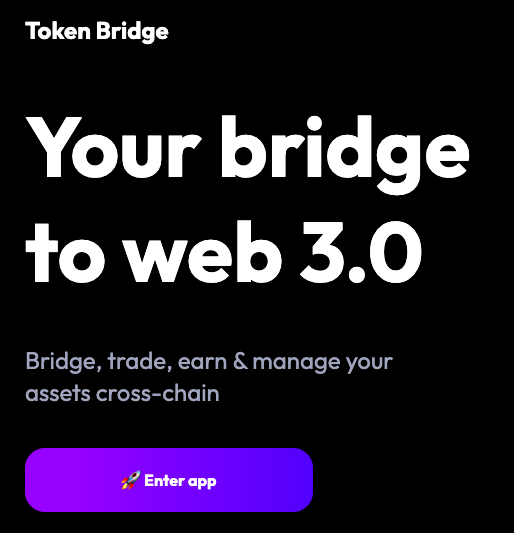 Token Bridge
Your bridge
to web 3.0
Bridge, trade, earn & manage your
assets cross-chain
🚀 Enter app